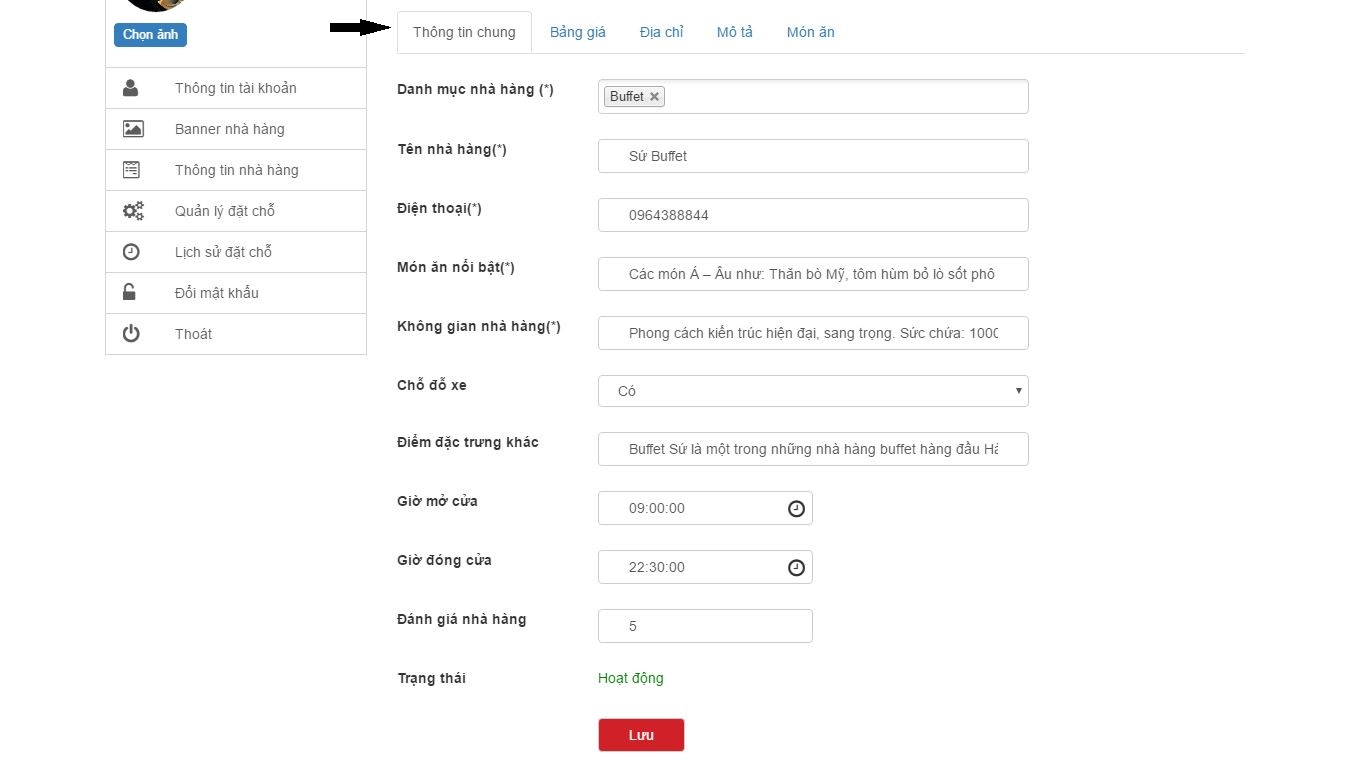 Chọn ảnh
Thông tin tài khoản
Banner nhà hàng
Thông tin nhà hàng
Quản lý đặt chỗ
Lịch sử đặt chỗ
Đổi mật khẩu
Thoát
Thông tin chung Bảng giá Địa chỉ Mô tả Món ăn
Danh mục nhà hàng (*) Buffet
Tên nhà hàng(*) Sứ Buffet
Điện thoại(*) 0964388844
Món ăn nổi bật(*) Các món Á – Âu như: Thăn bò Mỹ, tôm hùm bỏ lò sốt phô
Không gian nhà hàng(*) Phong cách kiến trúc hiện đại, sang trọng. Sức chứa: 1000
Chỗ đỗ xe Có
Điểm đặc trưng khác Buffet Sứ là một trong những nhà hàng buffet hàng đầu Hà
Giờ mở cửa 09:00:00
Giờ đóng cửa 22:30:00
Đánh giá nhà hàng 5
Trạng thái Hoạt động
Lưu